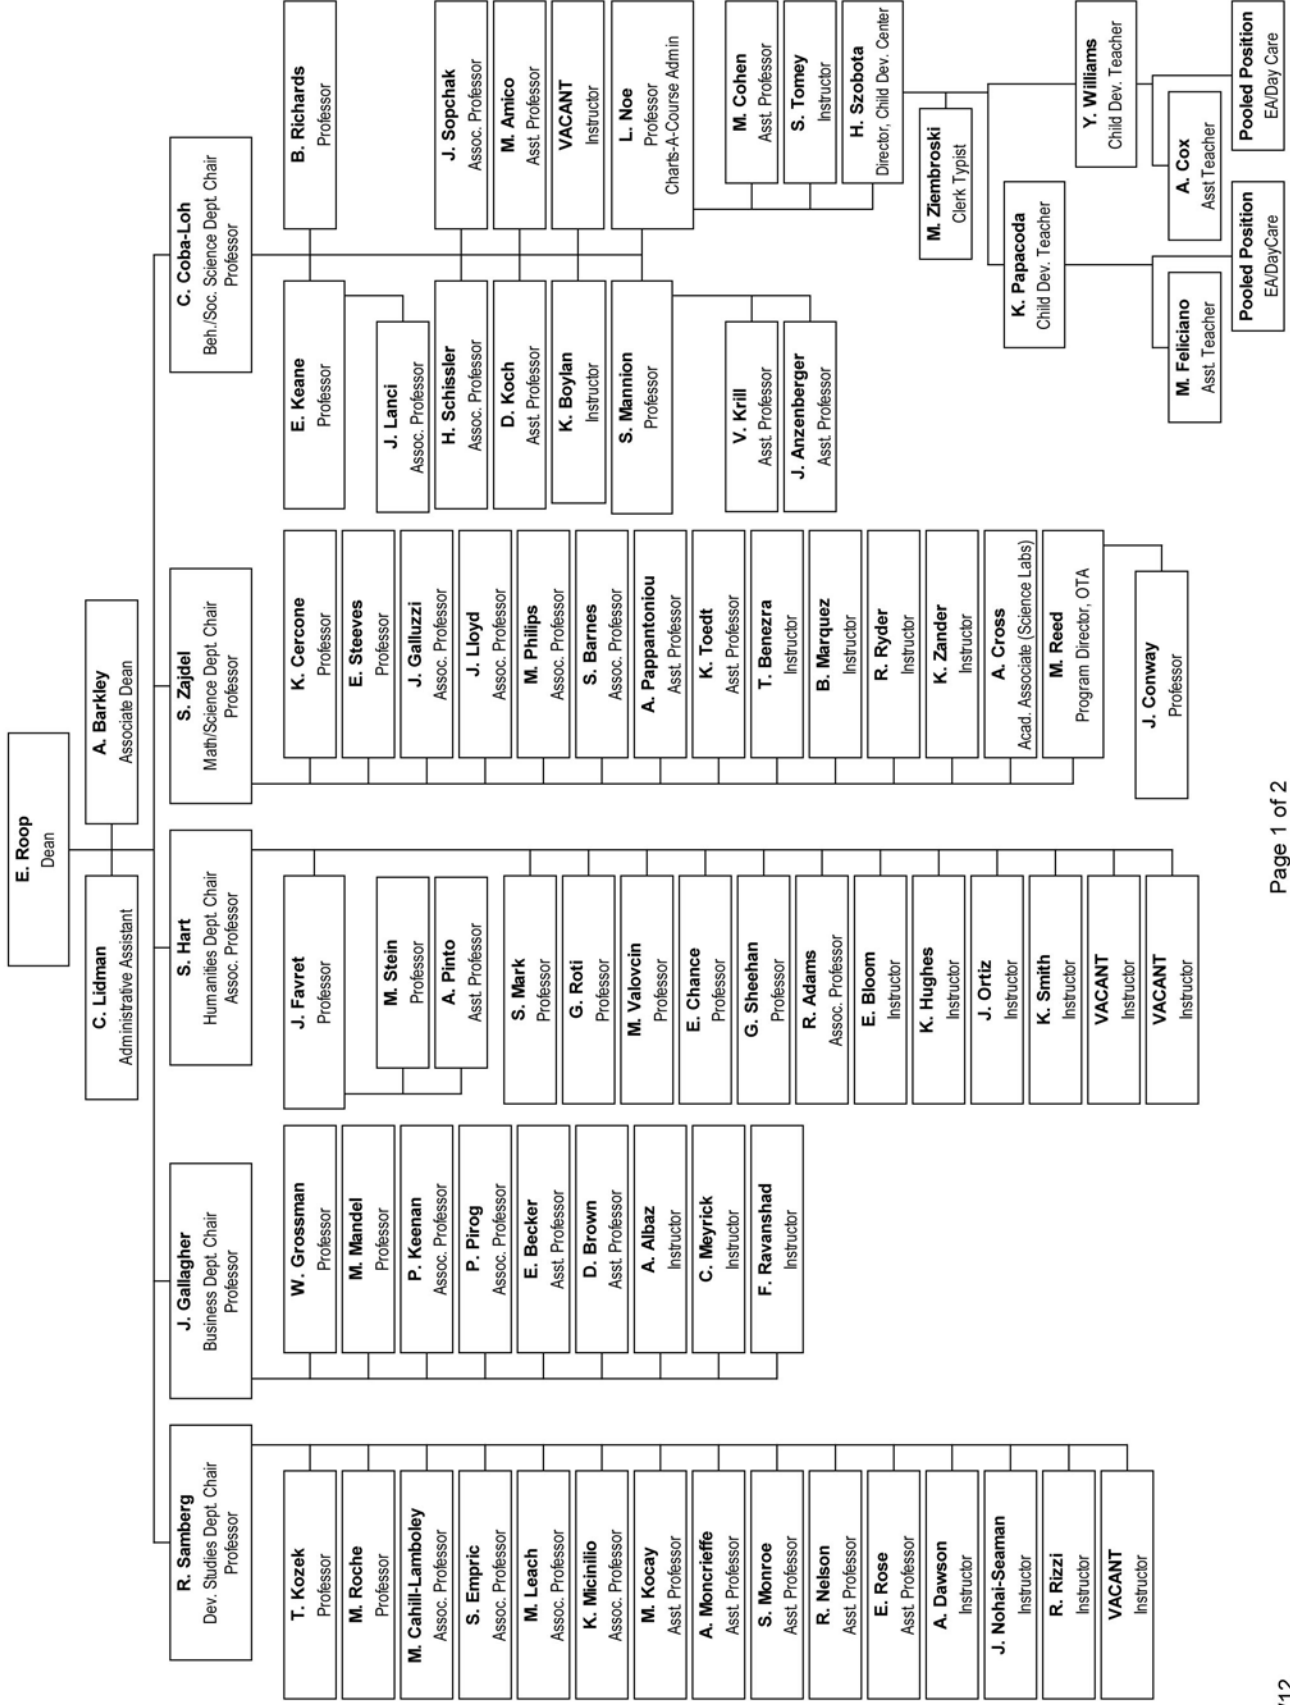 E. Roop
Dean
C. Lidman
Administrative Assistant
A. Barkley
Associate Dean
R. Samberg
Dev. Studies Dept. Chair
Professor
T. Kozek
Professor
M. Roche
Professor
M. Cahill-Lamboley
Assoc. Professor
S. Empric
Assoc. Professor
M. Leach
Assoc. Professor
K. Micinilio
Assoc. Professor
M. Kocay
Asst. Professor
A. Moncrieffe
Asst. Professor
S. Monroe
Asst. Professor
R. Nelson
Asst. Professor
E. Rose
Asst. Professor
A. Dawson
Instructor
J. Nohai-Seaman
Instructor
R. Rizzi
Instructor
VACANT
Instructor
J. Gallagher
Business Dept. Chair
Professor
W. Grossman
Professor
M. Mandel
Professor
P. Keenan
Assoc. Professor
P. Pirog
Assoc. Professor
E. Becker
Asst. Professor
D. Brown
Asst. Professor
A. Albaz
Instructor
C. Meyrick
Instructor
F. Ravanshad
Instructor
S. Hart
Humanities Dept. Chair
Assoc. Professor
J. Favret
Professor
M. Stein
Professor
A. Pinto
Asst. Professor
S. Mark
Professor
G. Roti
Professor
M. Valovcin
Professor
E. Chance
Professor
G. Sheehan
Professor
R. Adams
Assoc. Professor
E. Bloom
Instructor
K. Hughes
Instructor
J. Ortiz
Instructor
K. Smith
Instructor
VACANT
Instructor
VACANT
Instructor
S. Zajdel
Math/Science Dept. Chair
Professor
K. Cercone
Professor
E. Steeves
Professor
J. Galluzzi
Assoc. Professor
J. Lloyd
Assoc. Professor
M. Philips
Assoc. Professor
S. Barnes
Assoc. Professor
A. Pappantoniou
Asst. Professor
K. Toedt
Asst. Professor
T. Benezra
Instructor
B. Marquez
Instructor
R. Ryder
Instructor
K. Zander
Instructor
A. Cross
Acad. Associate (Science Labs)
M. Reed
Program Director, OTA
J. Conway
Professor
C. Coba-Loh
Beh./Soc. Science Dept. Chair
Professor
E. Keane
Professor
B. Richards
Professor
J. Lanci
Assoc. Professor
H. Schissler
Assoc. Professor
J. Sopchak
Assoc. Professor
D. Koch
Asst. Professor
M. Amico
Asst. Professor
K. Boylan
Instructor
VACANT
Instructor
S. Mannion
Professor
L. Noe
Professor
Charts-A-Course Admin
V. Krill
Asst. Professor
J. Anzenberger
Asst. Professor
M. Cohen
Asst. Professor
S. Tomey
Instructor
H. Szobota
Director, Child Dev. Center
M. Ziembroski
Clerk Typist
K. Papacoda
Child Dev. Teacher
Y. Williams
Child Dev. Teacher
M. Feliciano
Asst. Teacher
A. Cox
Asst Teacher
Pooled Position
EA/DayCare
Pooled Position
EA/Day Care
Page 1 of 2